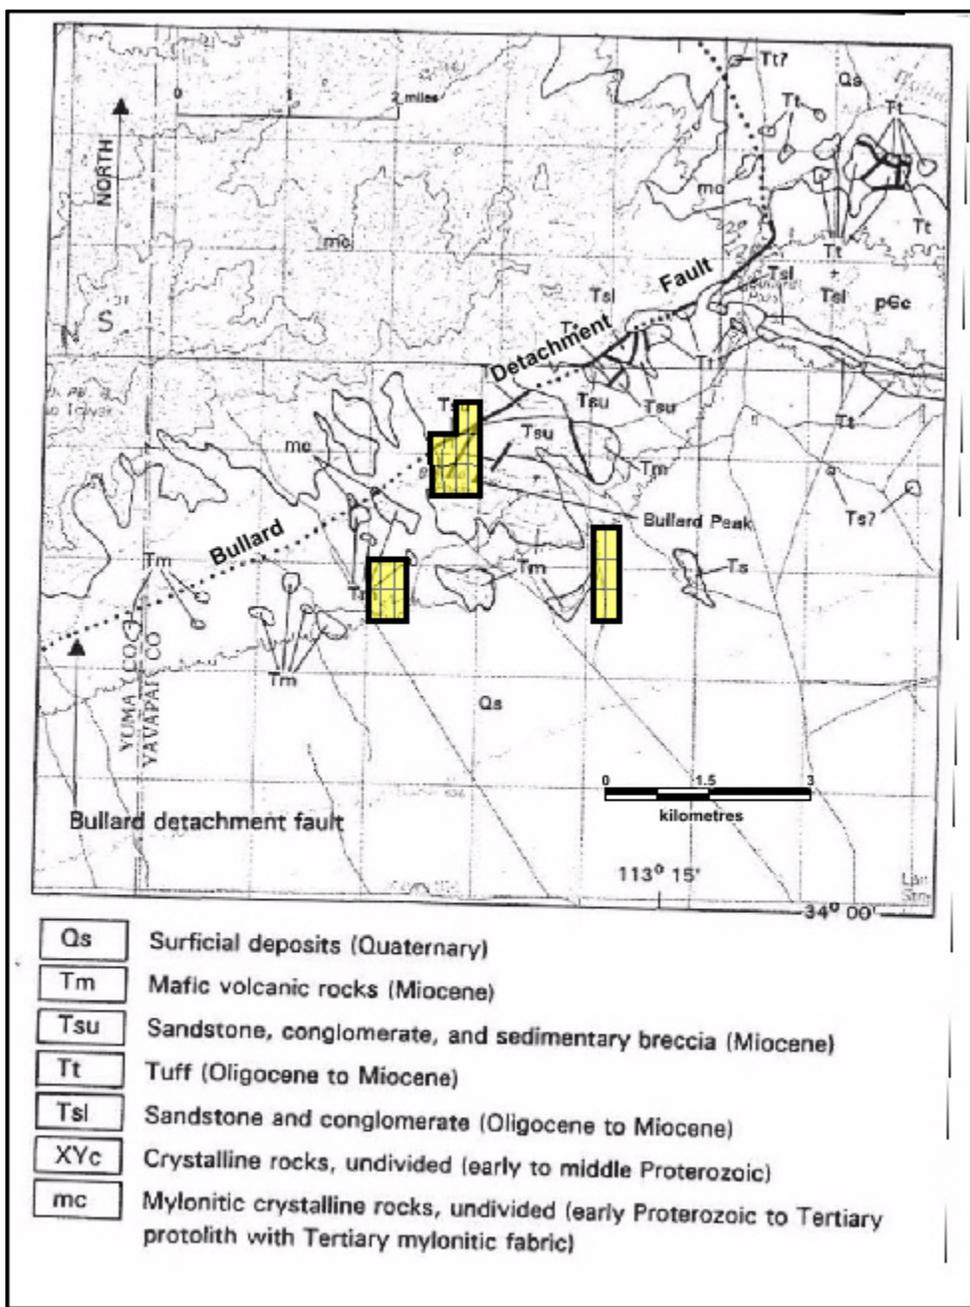 Tt?
Qs
Tt
Tt
0 1 2 miles
NORTH
mc
Tt
mc
Tt
Fault
Tsl
Tsl
Tsl
pЄc
S
Detachment
Tsu
Tsu
Tt
Tsu
mc
Tm
Bullard Peak
Ts?
Bullard
Tm
Tm
Ts
Tm
Qs
YUMA CO
YAVAPAI CO
0 1.5 3
kilometres
Bullard detachment fault
113° 15'
34° 00'
Qs Surficial deposits (Quaternary)
Tm Mafic volcanic rocks (Miocene)
Tsu Sandstone, conglomerate, and sedimentary breccia (Miocene)
Tt Tuff (Oligocene to Miocene)
Tsl Sandstone and conglomerate (Oligocene to Miocene)
XYc Crystalline rocks, undivided (early to middle Proterozoic)
mc Mylonitic crystalline rocks, undivided (early Proterozoic to Tertiary
protolith with Tertiary mylonitic fabric)